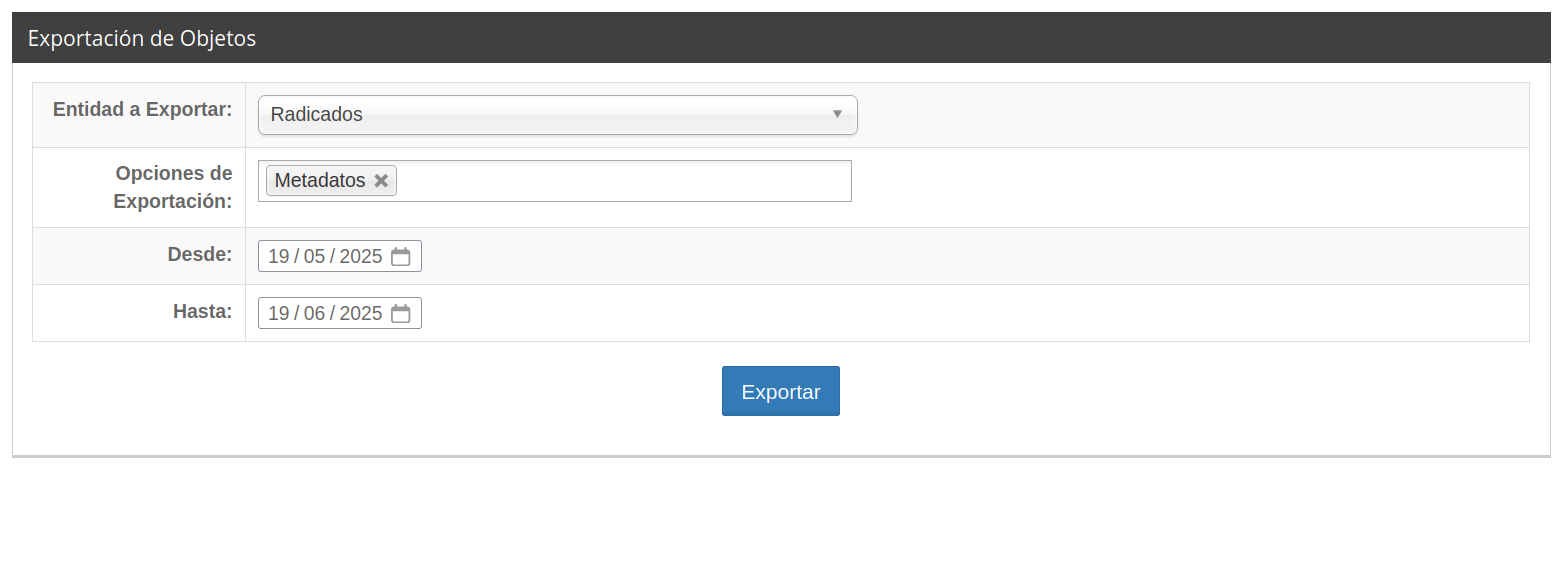 Exportación de Objetos
Entidad a Exportar:
Radicados
Opciones de
Exportación:
Metadatos
Desde:
19 / 05 / 2025
Hasta:
19 / 06 / 2025
Exportar